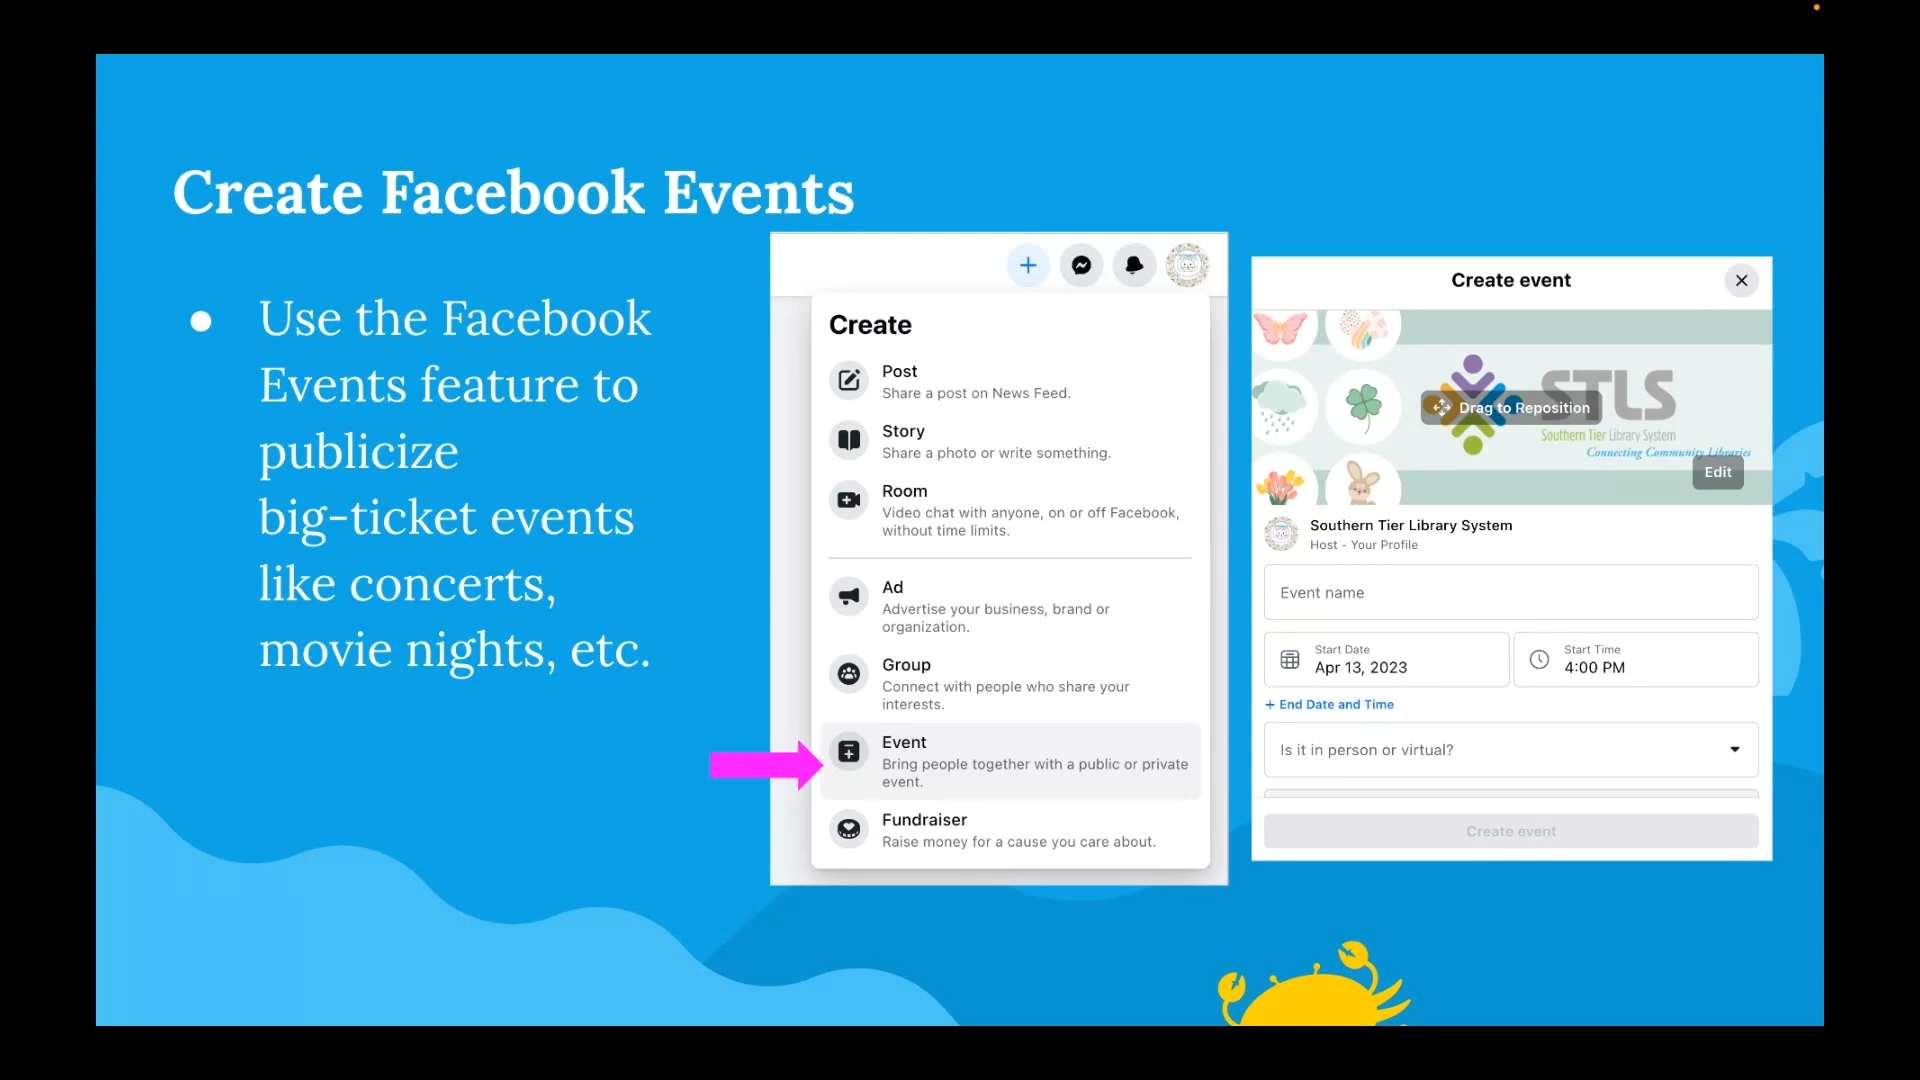 Create Facebook Events
● Use the Facebook
Events feature to
publicize
big-ticket events
like concerts,
movie nights, etc.
Create
Post
Share a post on News Feed.
Story
Share a photo or write something.
Room
Video chat with anyone, on or off Facebook,
without time limits.
Ad
Advertise your business, brand or
organization.
Group
Connect with people who share your
interests.
Event
Bring people together with a public or private
event.
Fundraiser
Raise money for a cause you care about.
Create event
STLS
Drag to Reposition
Southern Tier Library System
Connecting Community Libraries
Edit
Southern Tier Library System
Host - Your Profile
Event name
Start Date
Apr 13, 2023
Start Time
4:00 PM
+ End Date and Time
Is it in person or virtual?
Create event